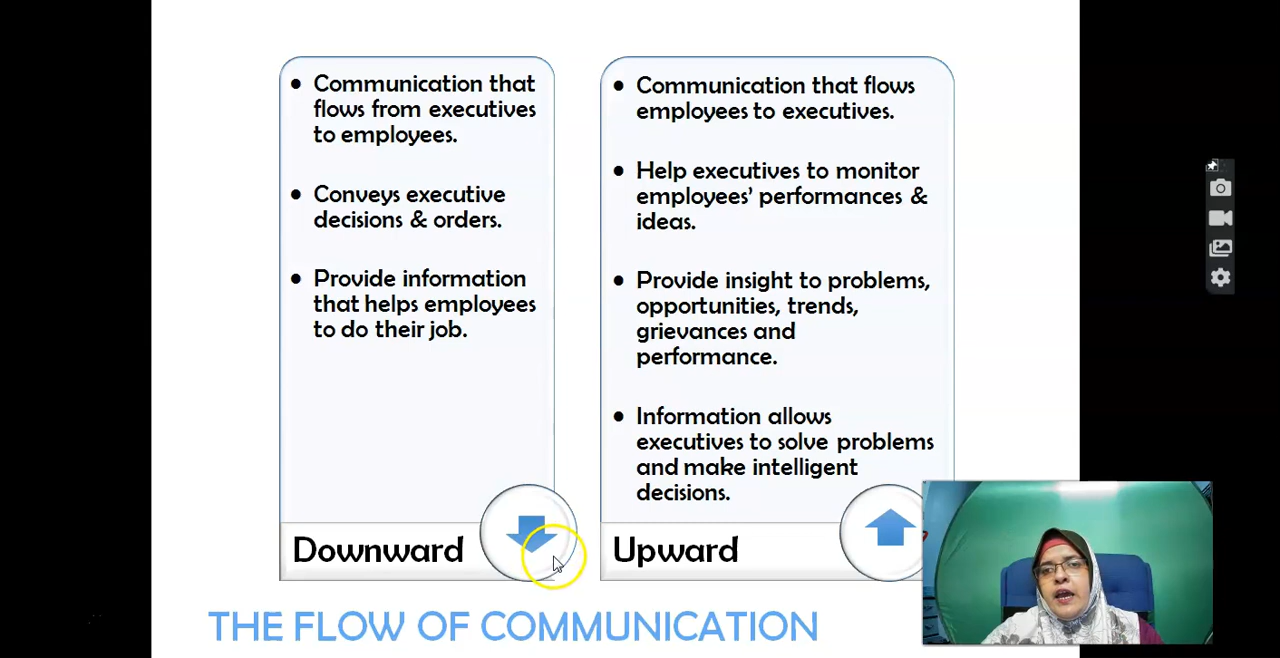 • Communication that
flows from executives
to employees.
• Conveys executive
decisions & orders.
• Provide information
that helps employees
to do their job.
Downward
• Communication that flows
employees to executives.
• Help executives to monitor
employees' performances &
ideas.
• Provide insight to problems,
opportunities, trends,
grievances and
performance.
• Information allows
executives to solve problems
and make intelligent
decisions.
Upward
THE FLOW OF COMMUNICATION